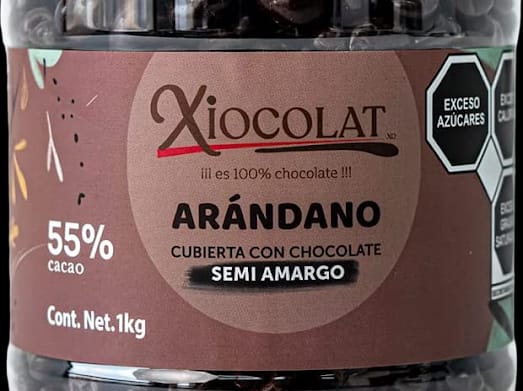 XIOCOLAT
¡¡¡ es 100% chocolate !!!
ARÁNDANO
CUBIERTA CON CHOCOLATE
SEMI AMARGO
55%
cacao
Cont. Net.1kg
EXCESO
AZÚCARES